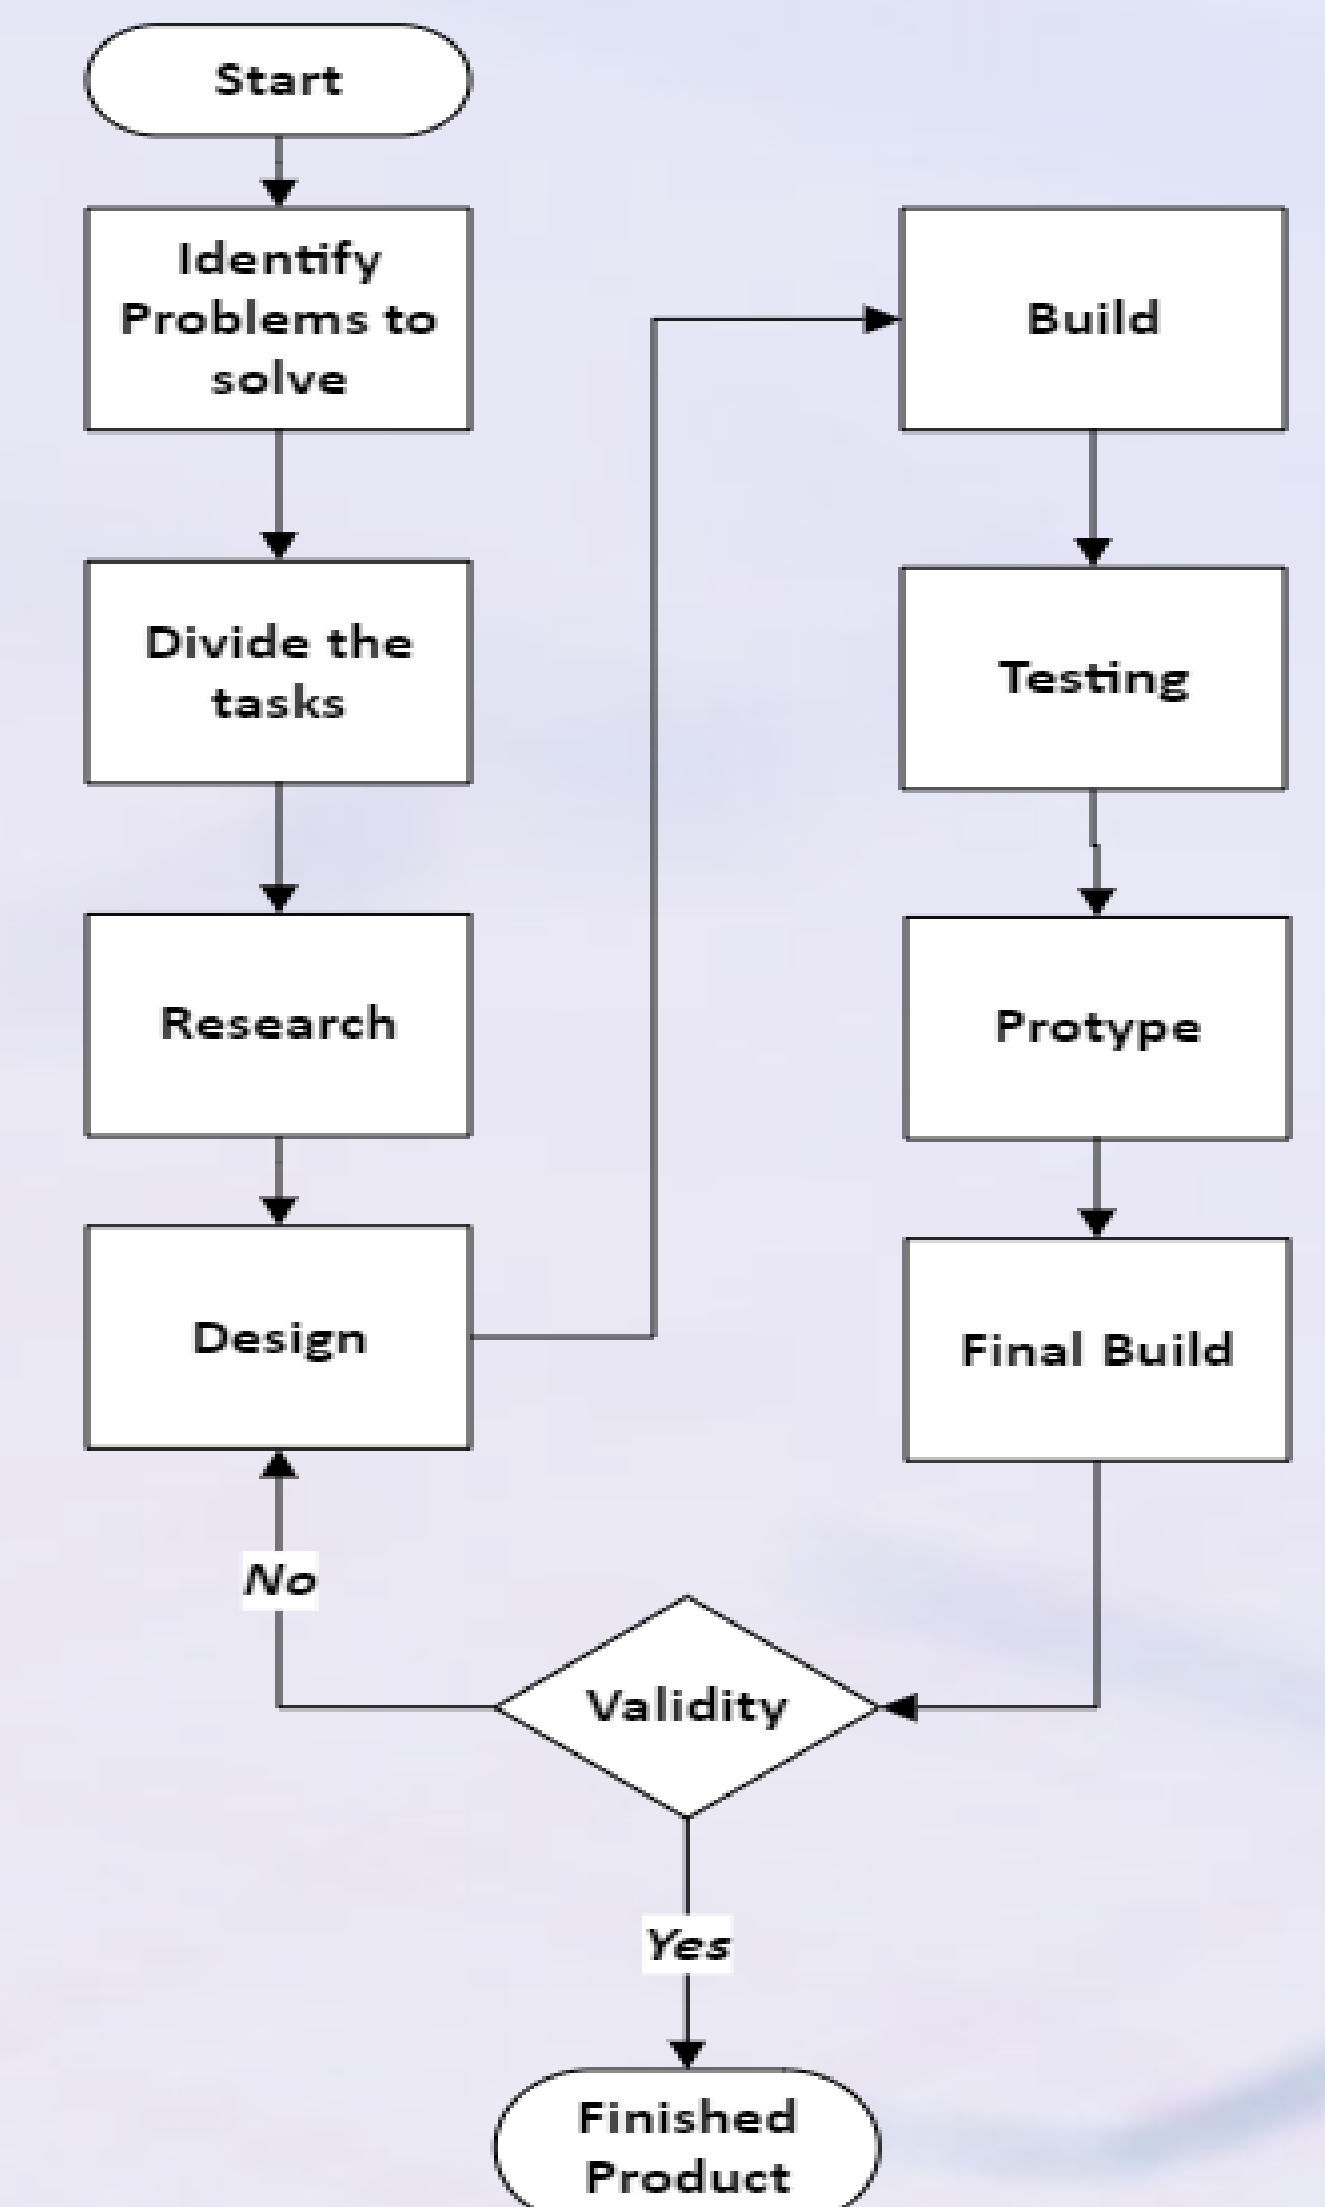 Start
Identify
Problems to
solve
Divide the
tasks
Research
Design
Build
Testing
Protype
Final Build
Validity
No
Yes
Finished
Product